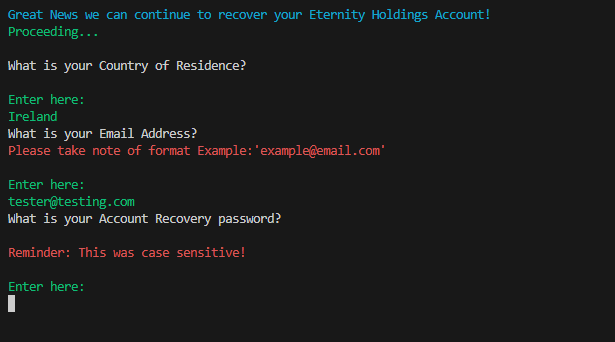 Great News we can continue to recover your Eternity Holdings Account!
Proceeding...
What is your Country of Residence?
Enter here:
Ireland
What is your Email Address?
Please take note of format Example:'example@email.com'
Enter here:
tester@testing.com
What is your Account Recovery password?
Reminder: This was case sensitive!
Enter here: